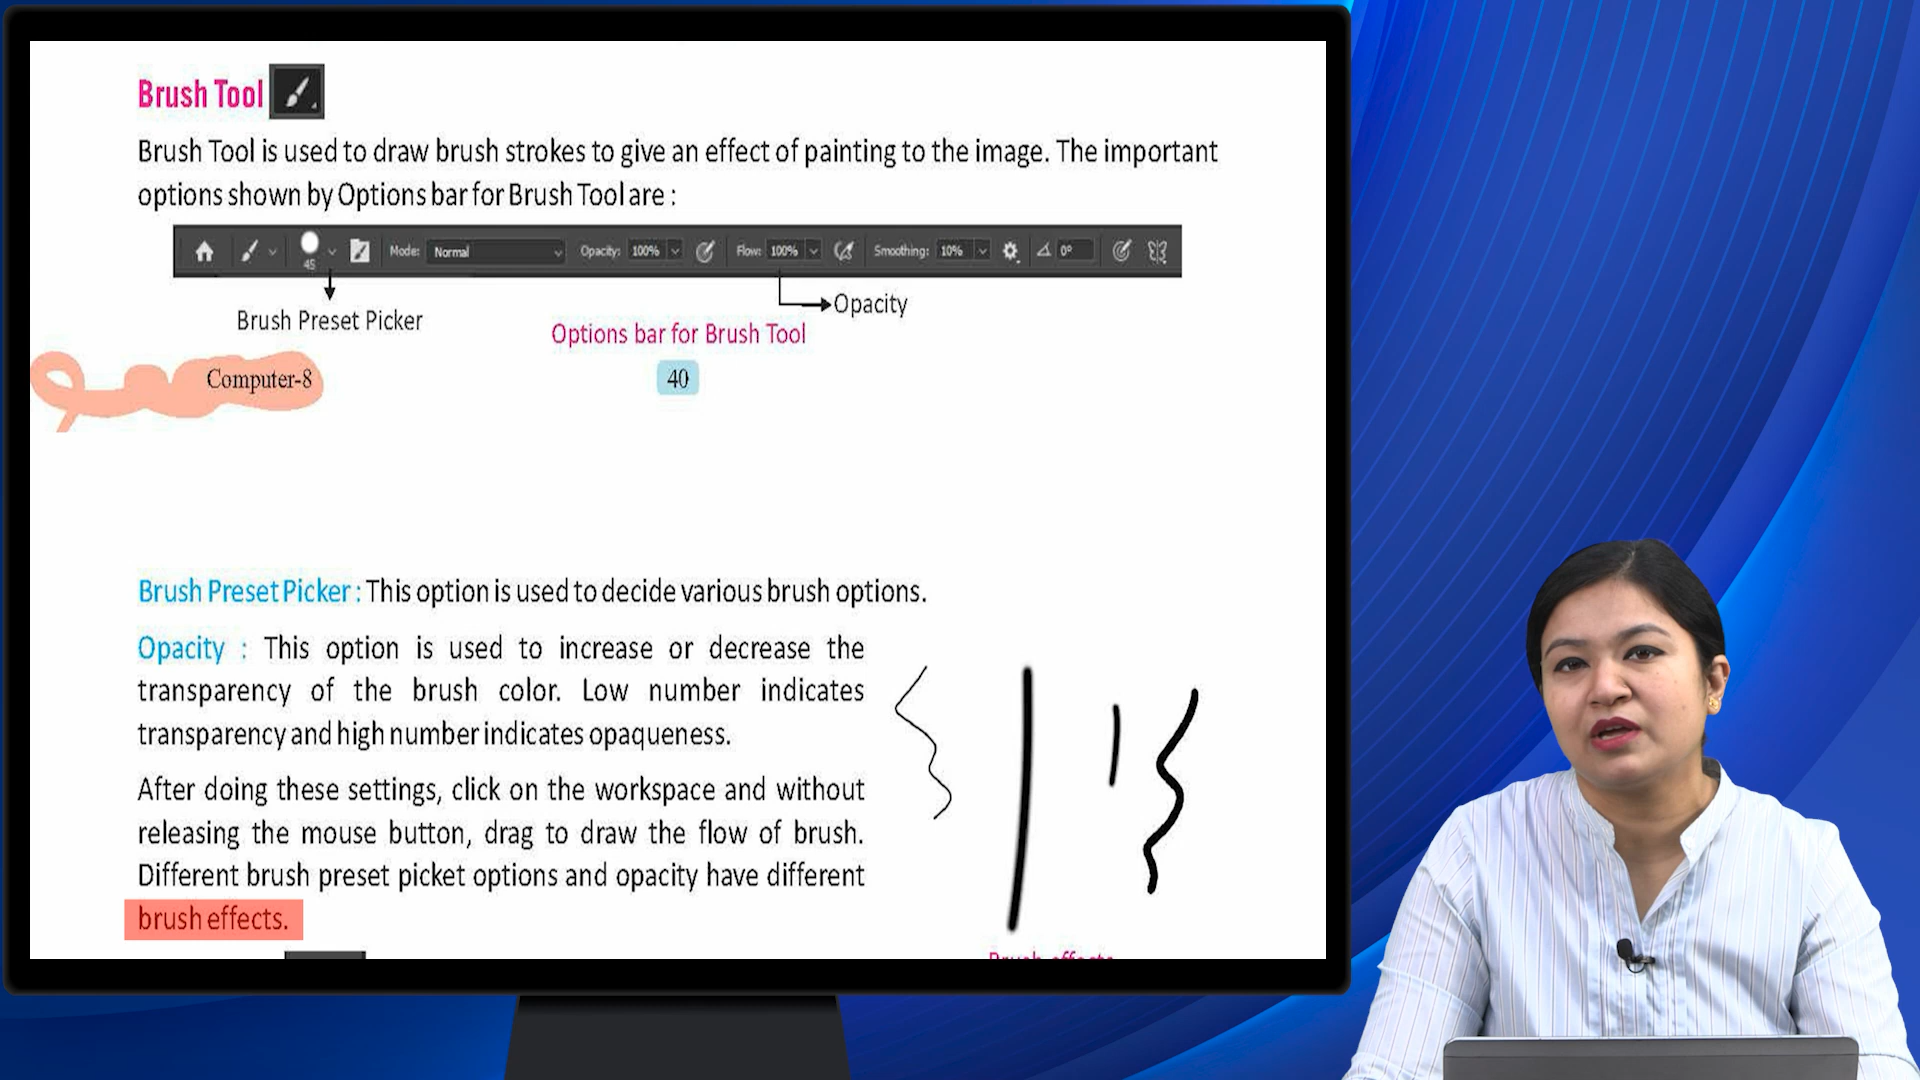 Brush Tool
Brush Tool is used to draw brush strokes to give an effect of painting to the image. The important
options shown by Options bar for Brush Tool are :
45 Mode: Normal Opacity: 100% Flow: 100% Smoothing: 10% 0°
Opacity
Brush Preset Picker
Options bar for Brush Tool
Computer-8
40
Brush Preset Picker : This option is used to decide various brush options.
Opacity : This option is used to increase or decrease the
transparency of the brush color. Low number indicates
transparency and high number indicates opaqueness.
After doing these settings, click on the workspace and without
releasing the mouse button, drag to draw the flow of brush.
Different brush preset picket options and opacity have different
brush effects.
Brush effects